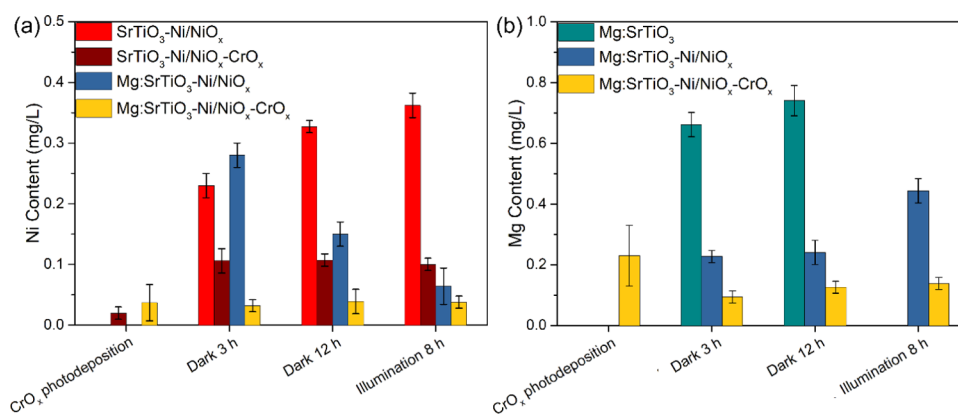 (a)
Ni Content (mg/L)
0.5
0.4
0.3
0.2
0.1
0.0
SrTiO₃-Ni/NiOₓ
SrTiO₃-Ni/NiOₓ-CrOₓ
Mg:SrTiO₃-Ni/NiOₓ
Mg:SrTiO₃-Ni/NiOₓ-CrOₓ
CrOₓ photodeposition
Dark 3 h
Dark 12 h
Illumination 8 h
(b)
Mg Content (mg/L)
1.0
0.8
0.6
0.4
0.2
0.0
Mg:SrTiO₃
Mg:SrTiO₃-Ni/NiOₓ
Mg:SrTiO₃-Ni/NiOₓ-CrOₓ
CrOₓ photodeposition
Dark 3 h
Dark 12 h
Illumination 8 h